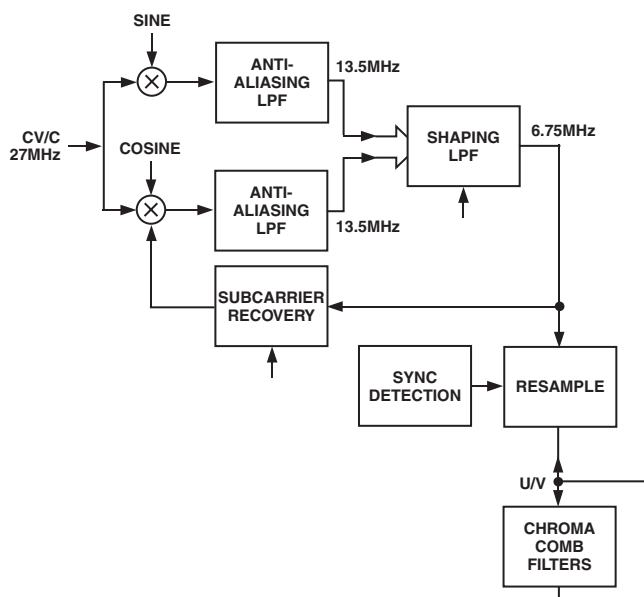 SINE
ANTI-
ALIASING
LPF
13.5MHz
CV/C
27MHz
COSINE
SHAPING
LPF
6.75MHz
ANTI-
ALIASING
LPF
13.5MHz
SUBCARRIER
RECOVERY
SYNC
DETECTION
RESAMPLE
U/V
CHROMA
COMB
FILTERS